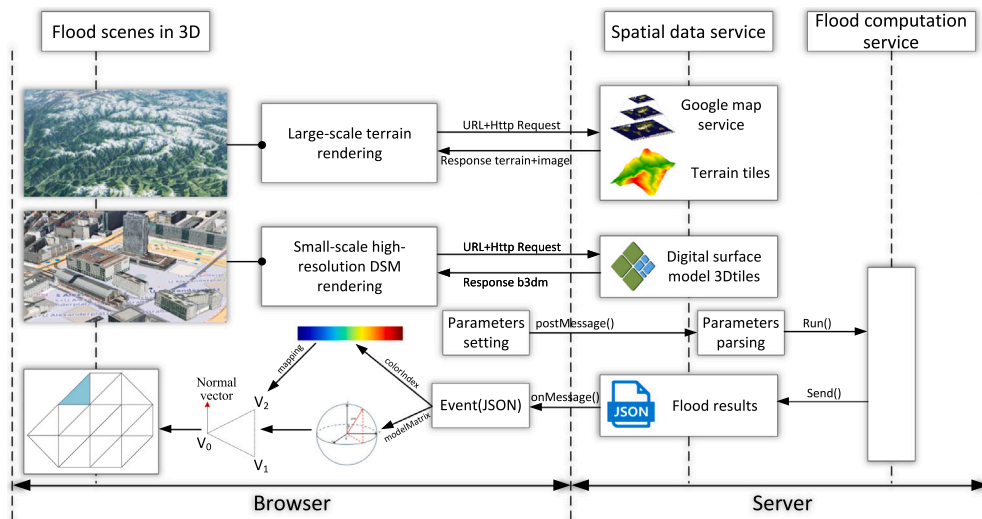 Flood scenes in 3D
Spatial data service
Flood computation
service
Large-scale terrain
rendering
URL+Http Request
Response terrain+imagel
Google map
service
Terrain tiles
Small-scale high-
resolution DSM
rendering
URL+Http Request
Response b3dm
Digital surface
model 3Dtiles
Parameters
setting
postMessage()
Parameters
parsing
Run()
mapping
colorIndex
Normal
vector
V2
V0
V1
modelMatrix
Event(JSON)
onMessage()
JSON
Flood results
Send()
Browser
Server